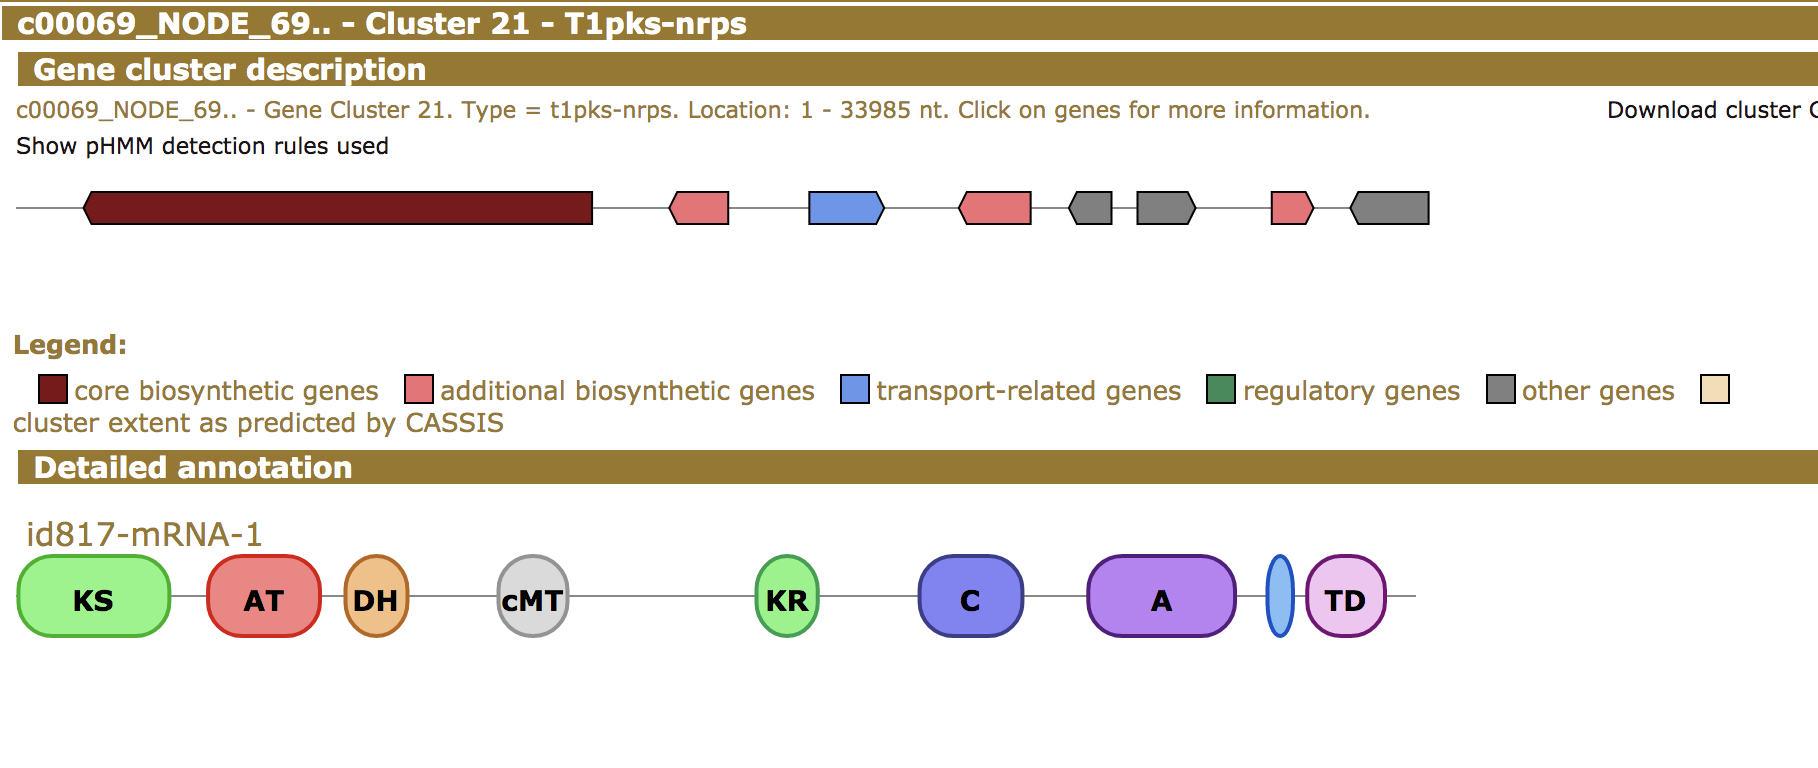 c00069_NODE_69.. - Cluster 21 - T1pks-nrps
Gene cluster description
c00069_NODE_69.. - Gene Cluster 21. Type = t1pks-nrps. Location: 1 - 33985 nt. Click on genes for more information.
Download cluster
Show pHMM detection rules used
Legend:
core biosynthetic genes additional biosynthetic genes transport-related genes regulatory genes other genes
cluster extent as predicted by CASSIS
Detailed annotation
id817-mRNA-1
KS AT DH cMT KR C A TD